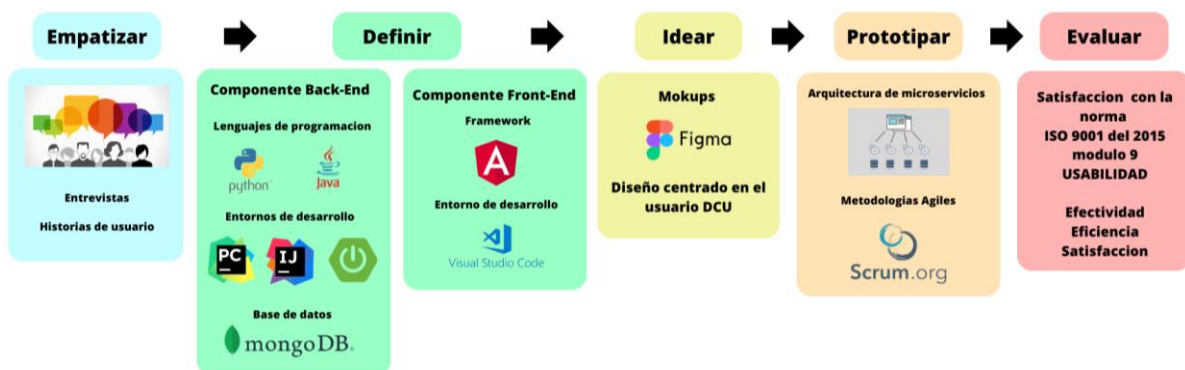 Empatizar
Definir
Idear
Prototipar
Evaluar
Entrevistas
Historias de usuario
Componente Back-End
Lenguajes de programacion
python
Java
Entornos de desarrollo
PC
IJ
Base de datos
mongoDB.
Componente Front-End
Framework
A
Entorno de desarrollo
Visual Studio Code
Mokups
Figma
Diseño centrado en el
usuario DCU
Arquitectura de microservicios
Metodologias Agiles
Scrum.org
Satisfaccion con la
norma
ISO 9001 del 2015
modulo 9
USABILIDAD
Efectividad
Eficiencia
Satisfaccion